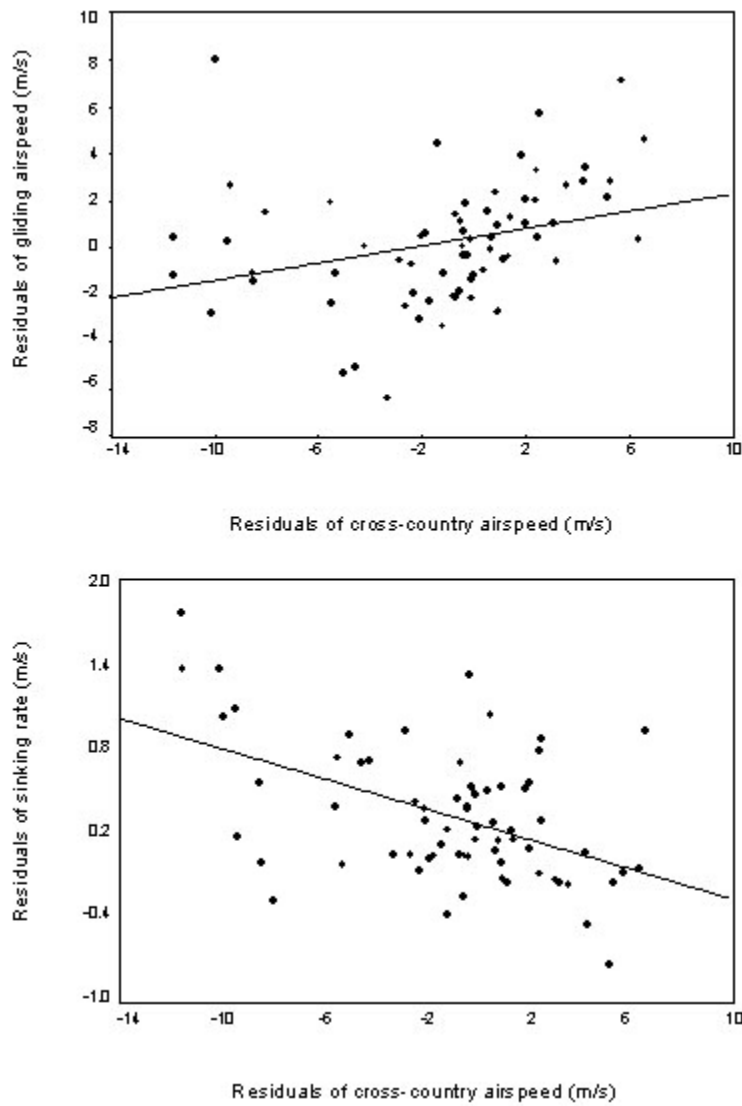 10
8
6
4
2
0
-2
-4
-6
-8
Residuals of gliding airspeed (m/s)
-14 -10 -6 -2 2 6 10
Residuals of cross-country airspeed (m/s)
2.0
1.4
0.8
0.2
-0.4
-1.0
Residuals of sinking rate (m/s)
-14 -10 -6 -2 2 6 10
Residuals of cross-country airspeed (m/s)